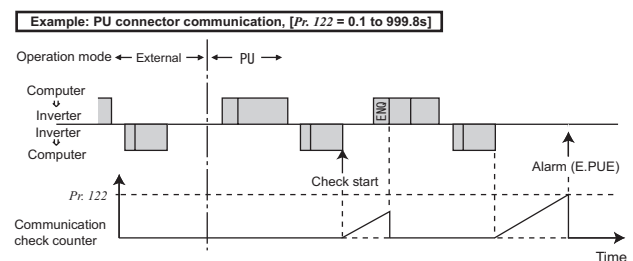 Example: PU connector communication, [Pr. 122 = 0.1 to 999.8s]
Operation mode External PU
Computer
Inverter
Inverter
Computer
ENQ
Check start
Alarm (E.PUE)
Pr. 122
Communication
check counter
Time